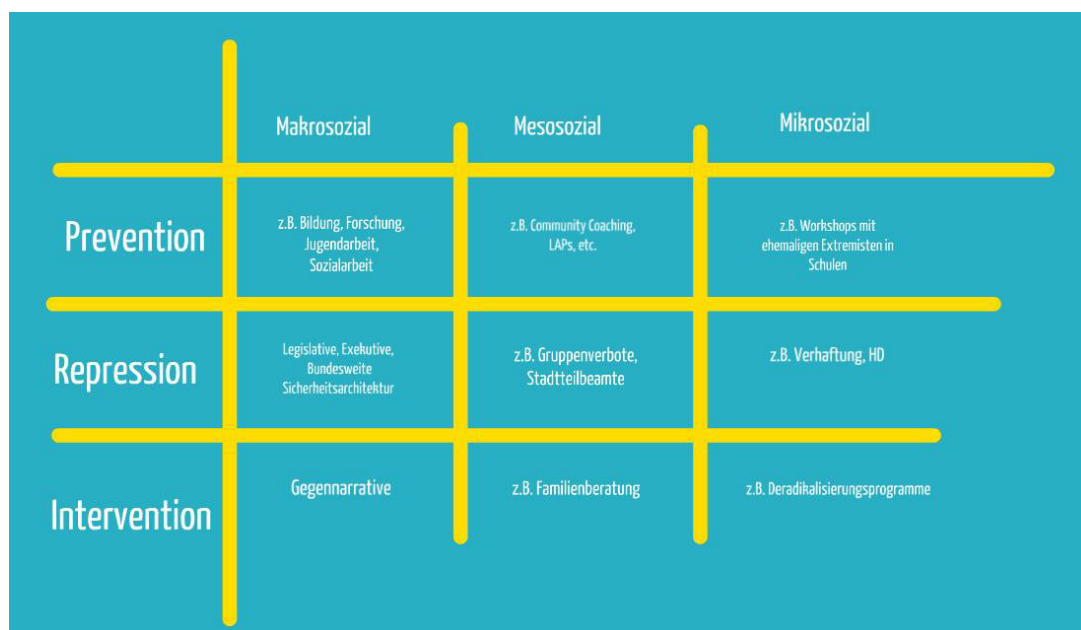 Makrosozial
Mesosozial
Mikrosozial
Prevention
z.B. Bildung, Forschung,
Jugendarbeit,
Sozialarbeit
z.B. Community Coaching,
LAPs, etc.
z.B. Workshops mit
ehemaligen Extremisten in
Schulen
Repression
Legislative, Exekutive,
Bundesweite
Sicherheitsarchitektur
z.B. Gruppenverbote,
Stadtteilbeamte
z.B. Verhaftung, HD
Intervention
Gegennarrative
z.B. Familienberatung
z.B. Deradikalisierungsprogramme